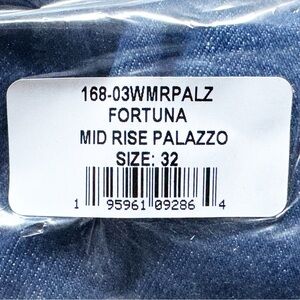 168-03WMRPALZ
FORTUNA
MID RISE PALAZZO
SIZE: 32
1 95961 09286 4